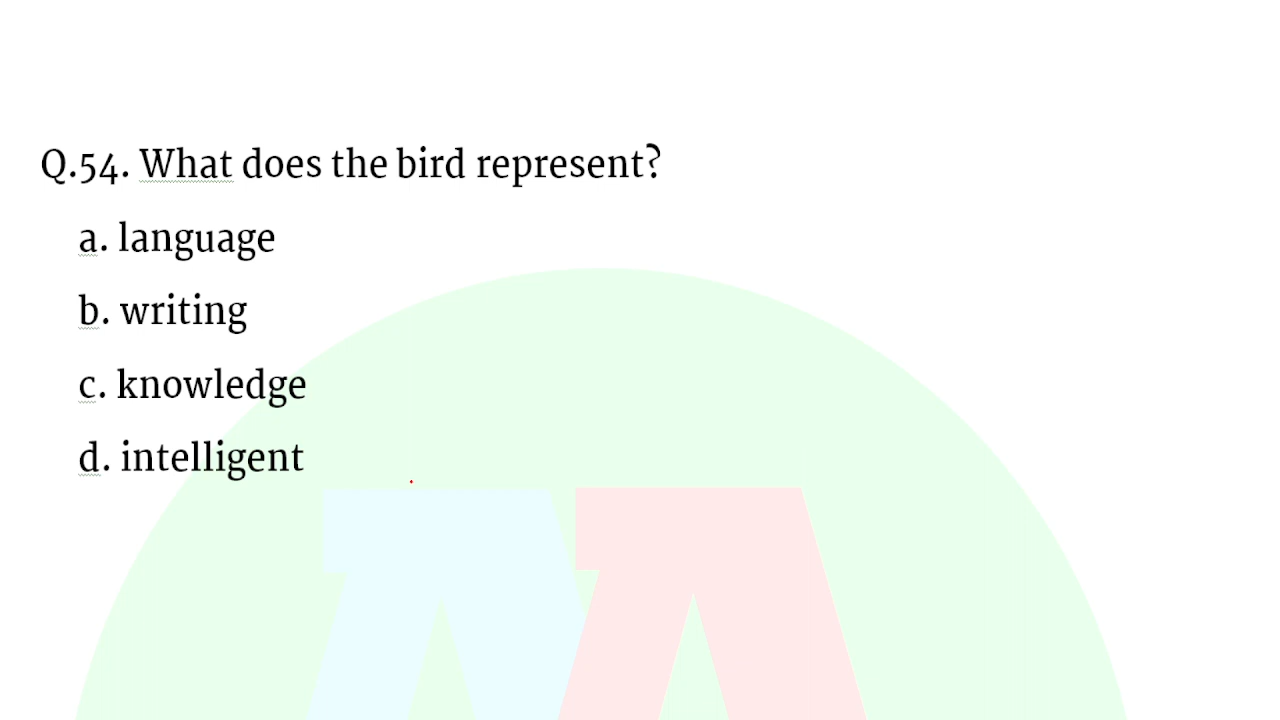 Q.54. What does the bird represent?
a. language
b. writing
c. knowledge
d. intelligent